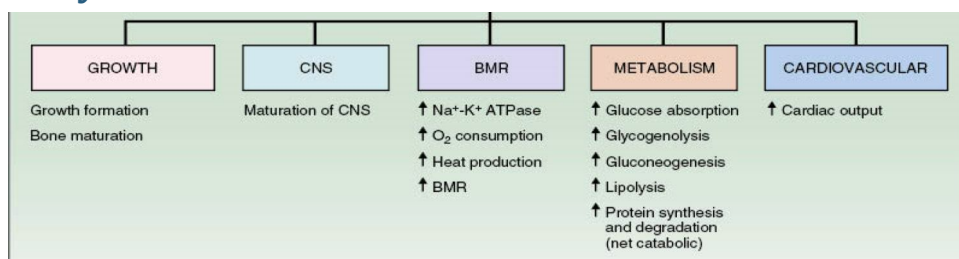 GROWTH
Growth formation
Bone maturation
CNS
Maturation of CNS
BMR
↑ Na⁺-K⁺ ATPase
↑ O₂ consumption
↑ Heat production
↑ BMR
METABOLISM
↑ Glucose absorption
↑ Glycogenolysis
↑ Gluconeogenesis
↑ Lipolysis
↑ Protein synthesis
and degradation
(net catabolic)
CARDIOVASCULAR
↑ Cardiac output